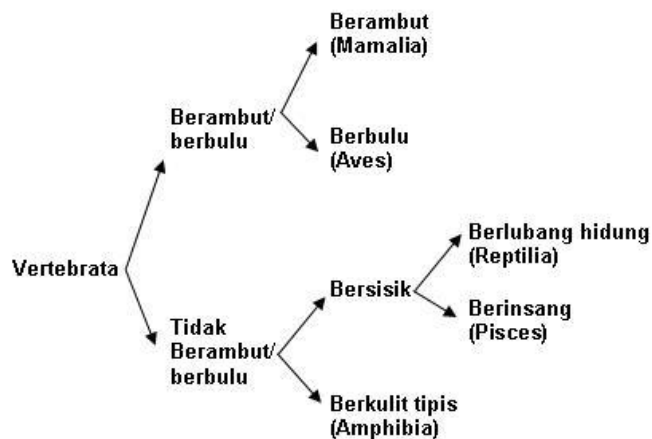 Berambut
(Mamalia)
Berambut/
berbulu
Berbulu
(Aves)
Vertebrata
Berlubang hidung
(Reptilia)
Bersisik
Berinsang
(Pisces)
Tidak
Berambut/
berbulu
Berkulit tipis
(Amphibia)